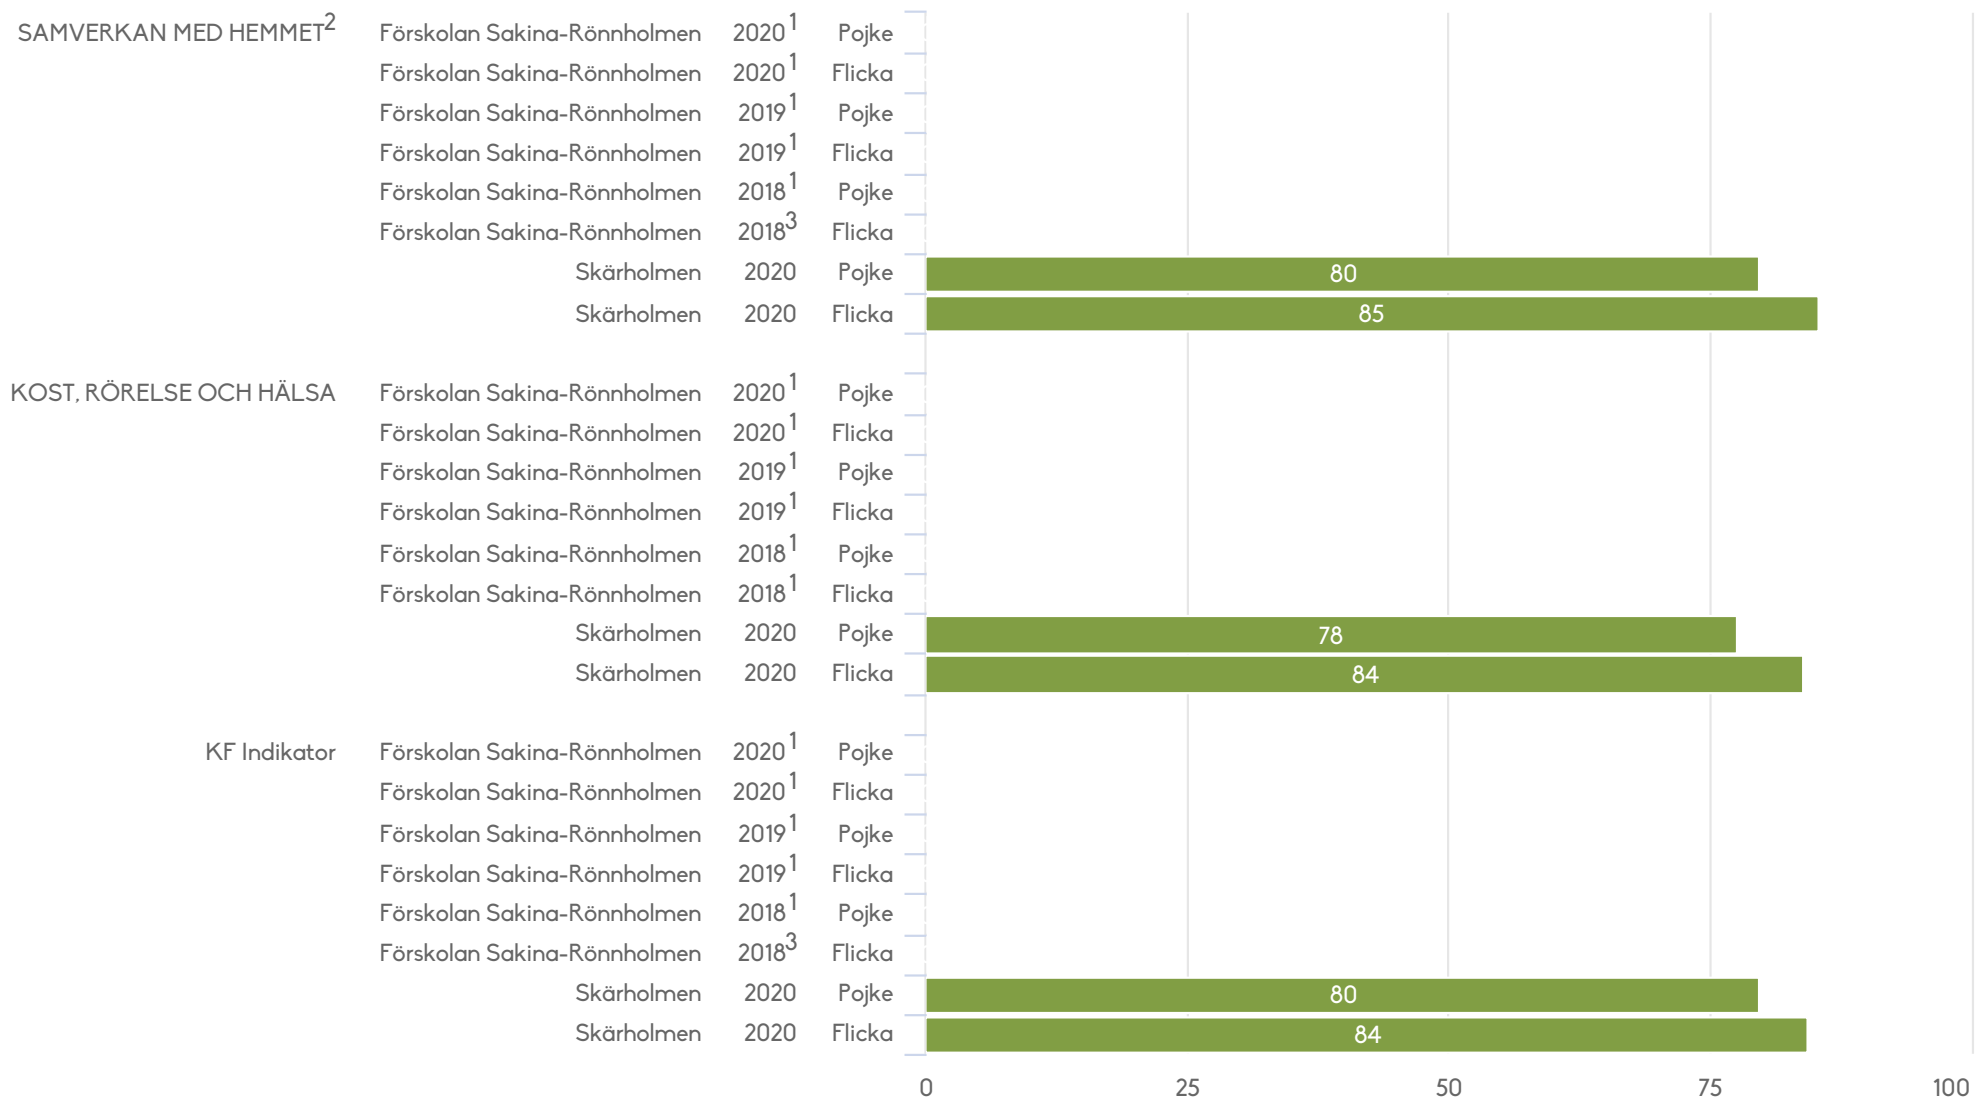 SAMVERKAN MED HEMMET² Förskolan Sakina-Rönnholmen 2020¹ Pojke
Förskolan Sakina-Rönnholmen 2020¹ Flicka
Förskolan Sakina-Rönnholmen 2019¹ Pojke
Förskolan Sakina-Rönnholmen 2019¹ Flicka
Förskolan Sakina-Rönnholmen 2018¹ Pojke
Förskolan Sakina-Rönnholmen 2018³ Flicka
Skärholmen 2020 Pojke 80
Skärholmen 2020 Flicka 85
KOST, RÖRELSE OCH HÄLSA Förskolan Sakina-Rönnholmen 2020¹ Pojke
Förskolan Sakina-Rönnholmen 2020¹ Flicka
Förskolan Sakina-Rönnholmen 2019¹ Pojke
Förskolan Sakina-Rönnholmen 2019¹ Flicka
Förskolan Sakina-Rönnholmen 2018¹ Pojke
Förskolan Sakina-Rönnholmen 2018¹ Flicka
Skärholmen 2020 Pojke 78
Skärholmen 2020 Flicka 84
KF Indikator Förskolan Sakina-Rönnholmen 2020¹ Pojke
Förskolan Sakina-Rönnholmen 2020¹ Flicka
Förskolan Sakina-Rönnholmen 2019¹ Pojke
Förskolan Sakina-Rönnholmen 2019¹ Flicka
Förskolan Sakina-Rönnholmen 2018¹ Pojke
Förskolan Sakina-Rönnholmen 2018³ Flicka
Skärholmen 2020 Pojke 80
Skärholmen 2020 Flicka 84
0 25 50 75 100